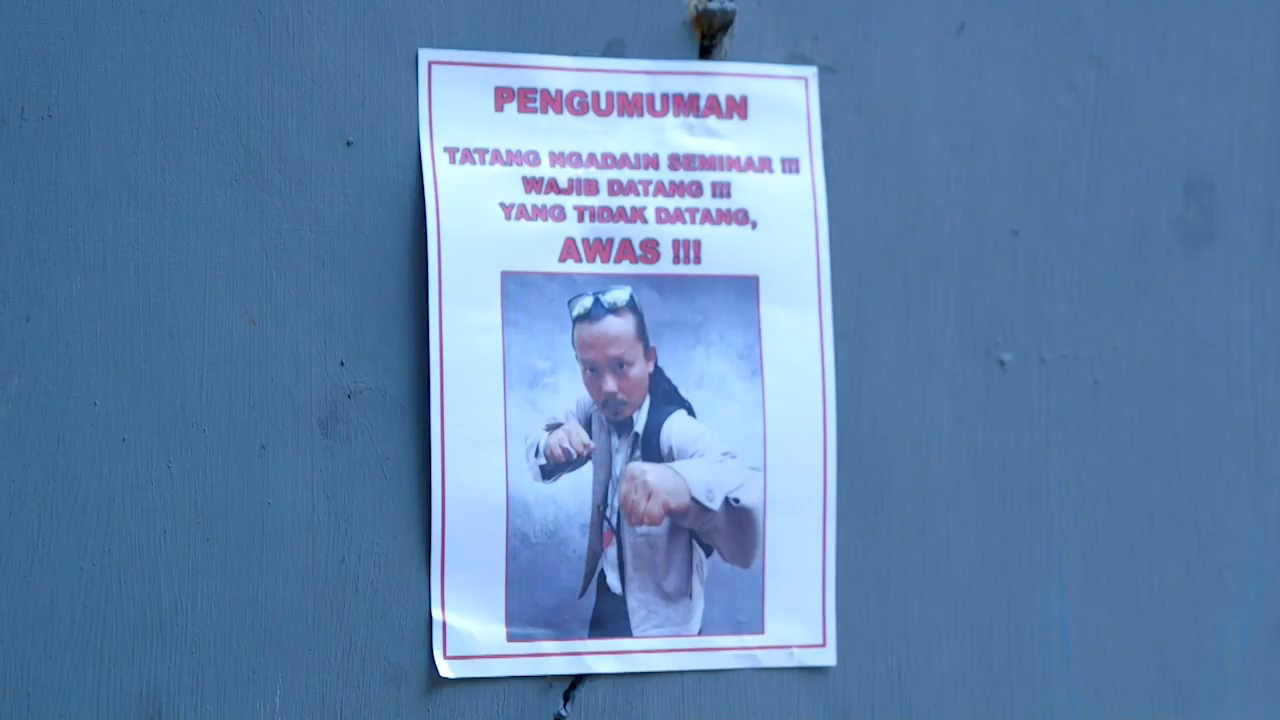 PENGUMUMAN
TATANG NGADAIN SEMINAR !!!
WAJIB DATANG !!!
YANG TIDAK DATANG,
AWAS !!!